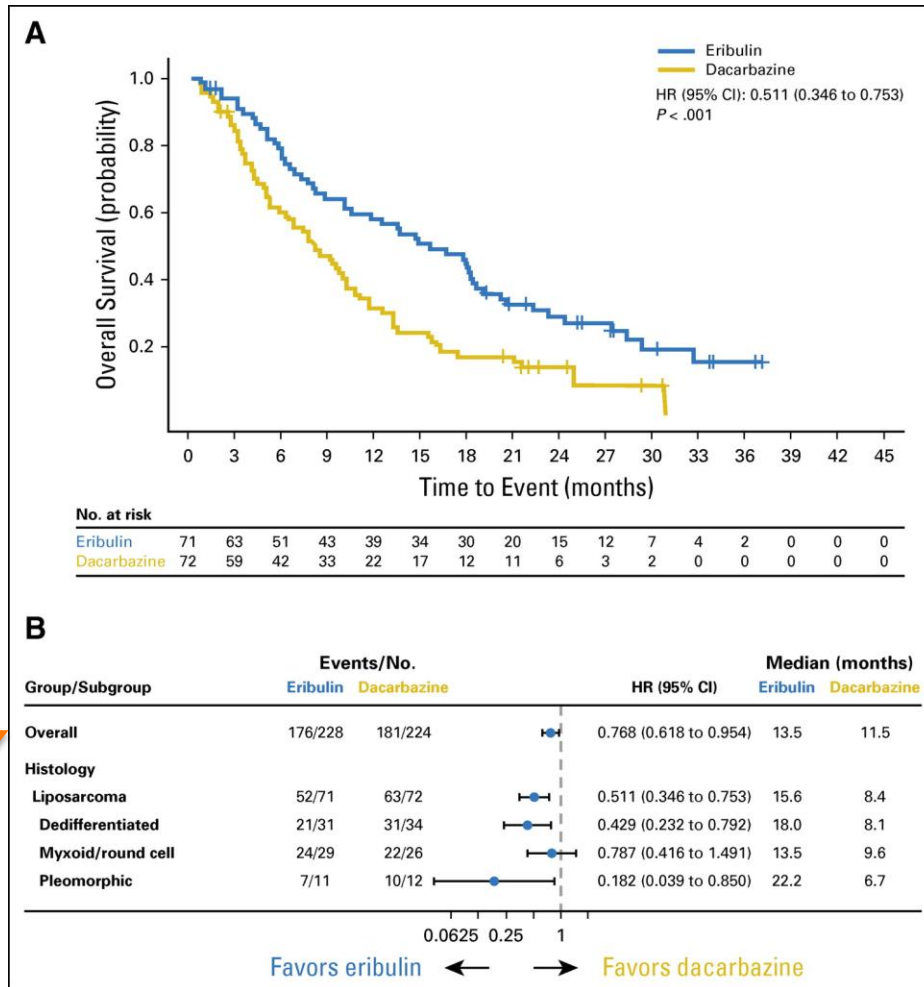 A
Eribulin
Dacarbazine
HR (95% CI): 0.511 (0.346 to 0.753)
P < .001
Overall Survival (probability)
1.0
0.8
0.6
0.4
0.2
0 3 6 9 12 15 18 21 24 27 30 33 36 39 42 45
Time to Event (months)
No. at risk
Eribulin 71 63 51 43 39 34 30 20 15 12 7 4 2 0 0 0
Dacarbazine 72 59 42 33 22 17 12 11 6 3 2 0 0 0 0 0
B
Events/No. Median (months)
Group/Subgroup Eribulin Dacarbazine HR (95% CI) Eribulin Dacarbazine
Overall 176/228 181/224 0.768 (0.618 to 0.954) 13.5 11.5
Histology
Liposarcoma 52/71 63/72 0.511 (0.346 to 0.753) 15.6 8.4
Dedifferentiated 21/31 31/34 0.429 (0.232 to 0.792) 18.0 8.1
Myxoid/round cell 24/29 22/26 0.787 (0.416 to 1.491) 13.5 9.6
Pleomorphic 7/11 10/12 0.182 (0.039 to 0.850) 22.2 6.7
0.0625 0.25 1
Favors eribulin Favors dacarbazine